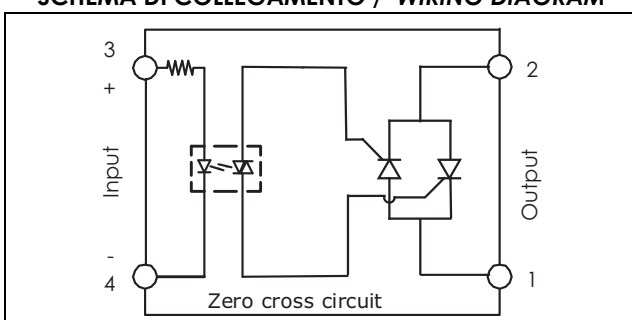 SCHEMA DI COLLEGAMENTO / WIRING DIAGRAM
3
2
+
Input
Output
-
4
1
Zero cross circuit